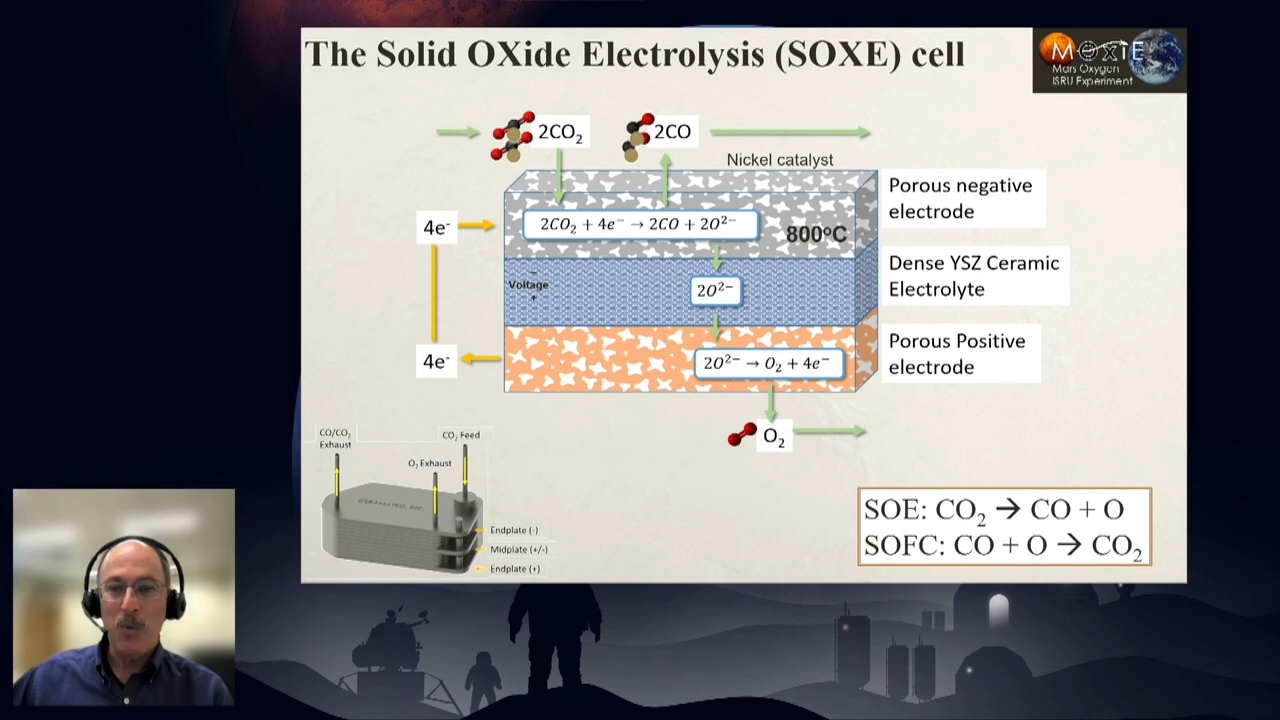 The Solid OXide Electrolysis (SOXE) cell
MOXIE
Mars Oxygen
ISRU Experiment
2CO₂
2CO
Nickel catalyst
Porous negative
electrode
4e⁻
2CO₂ + 4e⁻ → 2CO + 2O²⁻
800°C
Dense YSZ Ceramic
Electrolyte
−
Voltage
+
2O²⁻
Porous Positive
electrode
4e⁻
2O²⁻ → O₂ + 4e⁻
O₂
CO/CO₂
Exhaust
CO₂ Feed
O₂ Exhaust
CERAMATEC, INC.
Endplate (-)
Midplate (+/-)
Endplate (+)
SOE: CO₂ → CO + O
SOFC: CO + O → CO₂